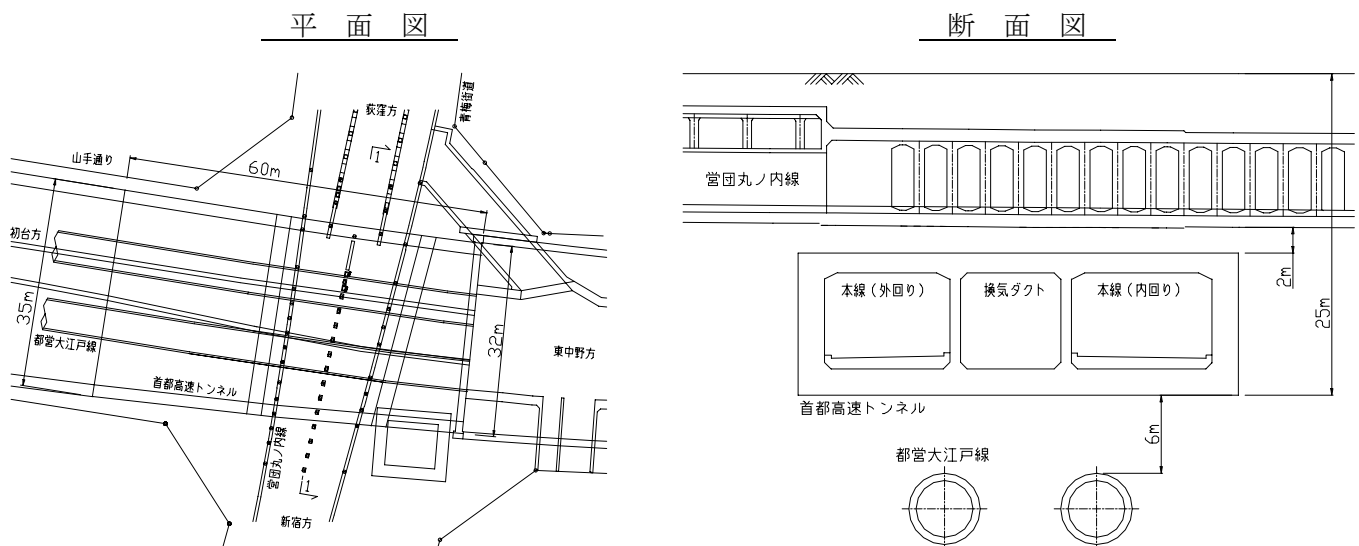 平面図
断面図
荻窪方
青梅街道
1
山手通り
60m
初台方
35m
都営大江戸線
首都高速トンネル
32m
東中野方
営団丸ノ内線
1
新宿方
営団丸ノ内線
本線（外回り）
換気ダクト
本線（内回り）
2m
25m
首都高速トンネル
6m
都営大江戸線